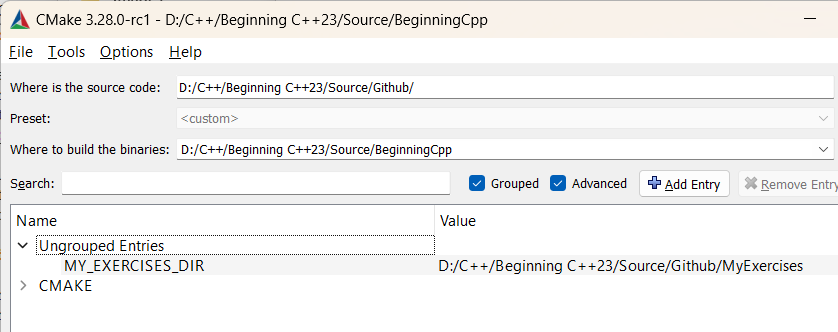 CMake 3.28.0-rc1 - D:/C++/Beginning C++23/Source/BeginningCpp
File Tools Options Help
Where is the source code: D:/C++/Beginning C++23/Source/Github/
Preset: <custom>
Where to build the binaries: D:/C++/Beginning C++23/Source/BeginningCpp
Search: Grouped Advanced Add Entry Remove Entry
Name Value
Ungrouped Entries
MY_EXERCISES_DIR D:/C++/Beginning C++23/Source/Github/MyExercises
CMAKE